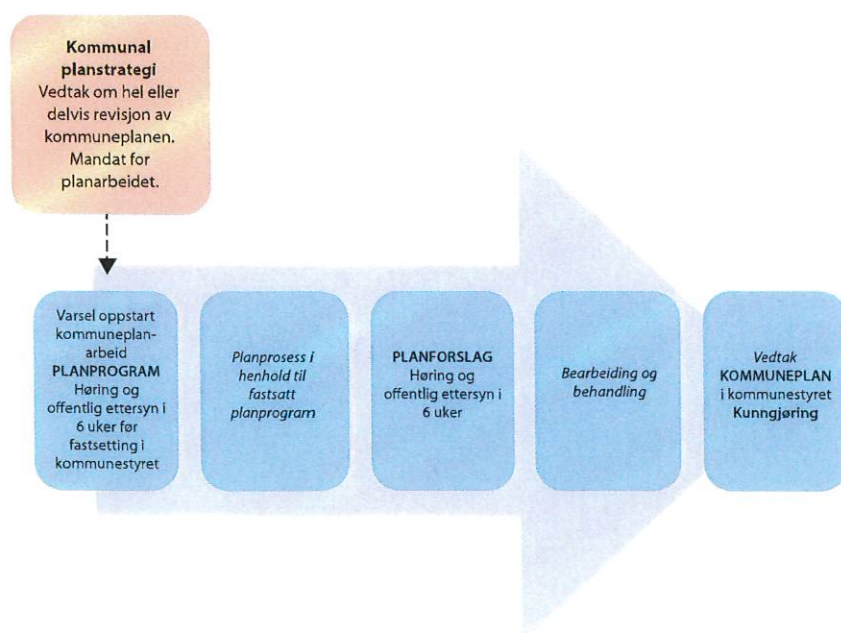 Kommunal
planstrategi
Vedtak om hel eller
delvis revisjon av
kommuneplanen.
Mandat for
planarbeidet.
Varsel oppstart
kommuneplan-
arbeid
PLANPROGRAM
Høring og
offentlig ettersyn i
6 uker før
fastsetting i
kommunestyret
Planprosess i
henhold til
fastsatt
planprogram
PLANFORSLAG
Høring og
offentlig ettersyn i
6 uker
Bearbeiding og
behandling
Vedtak
KOMMUNEPLAN
i kommunestyret
Kunngjøring